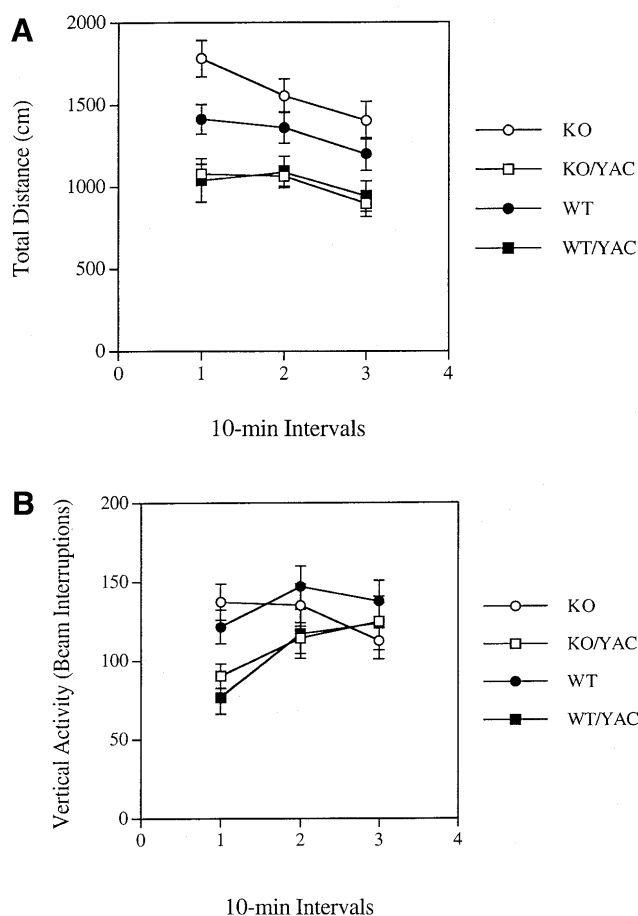 A
Total Distance (cm)
2000
1500
1000
500
0
0 1 2 3 4
10-min Intervals
KO
KO/YAC
WT
WT/YAC
B
Vertical Activity (Beam Interruptions)
200
150
100
50
0
0 1 2 3 4
10-min Intervals
KO
KO/YAC
WT
WT/YAC